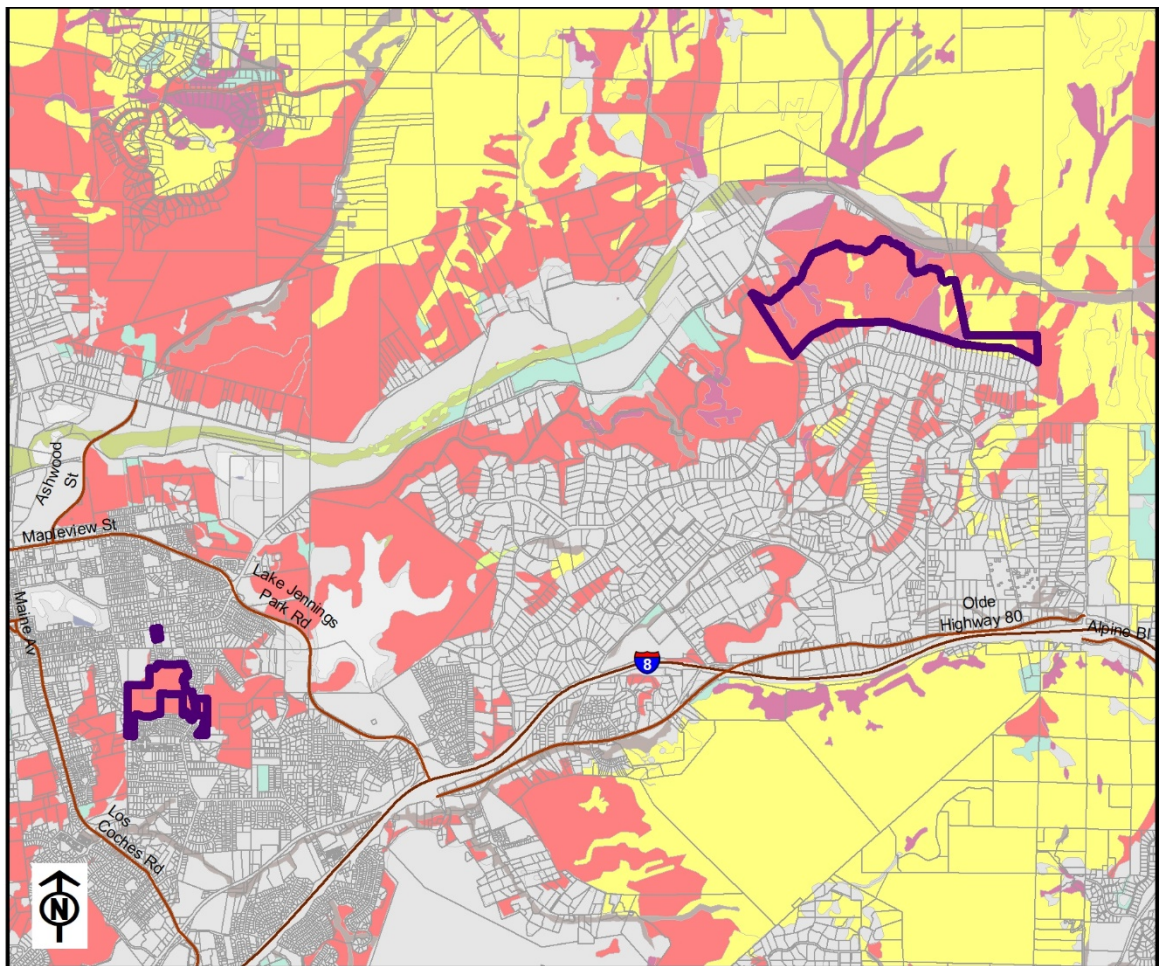 Ashwood
St
Mapleview St
Lake Jennings
Park Rd
Maine Av
Olde
Highway 80
Alpine Bl
8
Los
Coches Rd
N